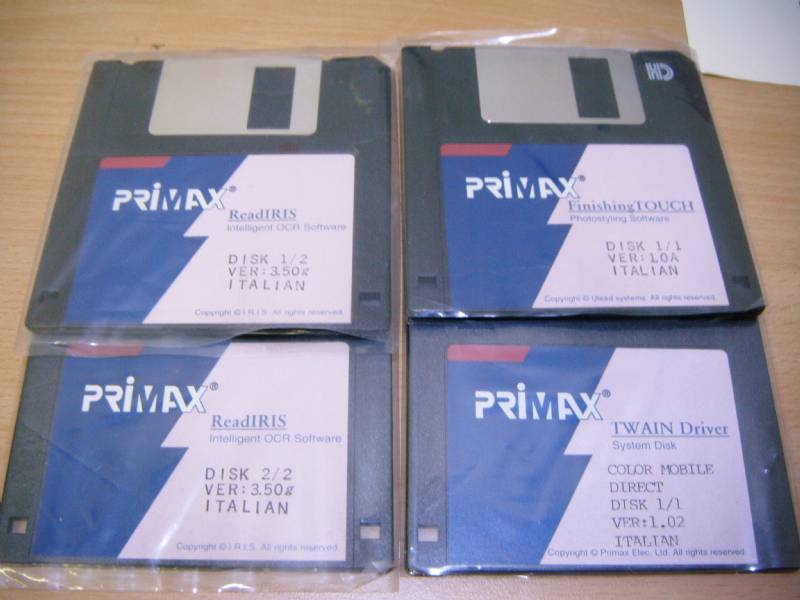 PRiMAX®
ReadIRIS
Intelligent OCR Software
DISK 1/2
VER:3.50g
ITALIAN
Copyright © I.R.I.S. All rights reserved.
HD
PRiMAX®
FinishingTOUCH
Photostyling Software
DISK 1/1
VER:1.0A
ITALIAN
Copyright © Ulead systems. All rights reserved.
PRiMAX®
ReadIRIS
Intelligent OCR Software
DISK 2/2
VER:3.50g
ITALIAN
Copyright © I.R.I.S. All rights reserved.
PRiMAX®
TWAIN Driver
System Disk
COLOR MOBILE
DIRECT
DISK 1/1
VER:1.02
ITALIAN
Copyright © Primax Elec. Ltd. All rights reserved.